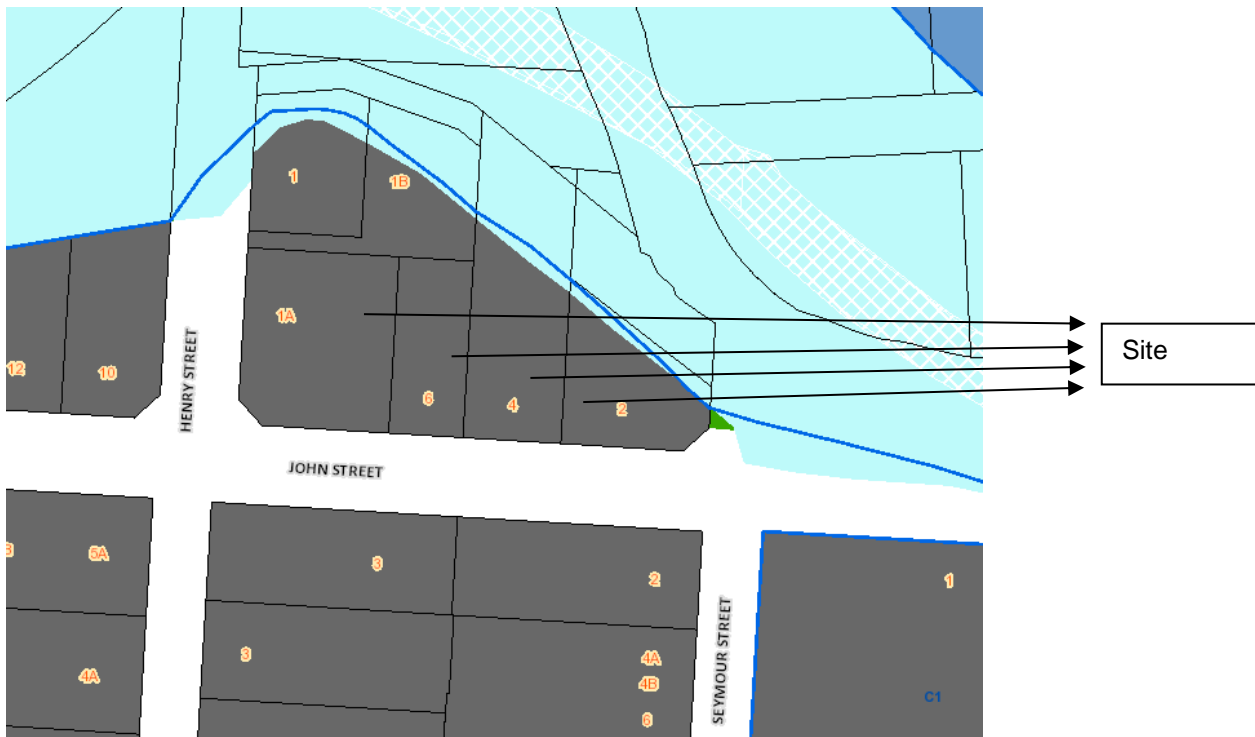 1
1B
1A
Site
12
10
6
4
2
HENRY STREET
JOHN STREET
5A
3
2
1
3
4A
4A
4B
SEYMOUR STREET
C1
6